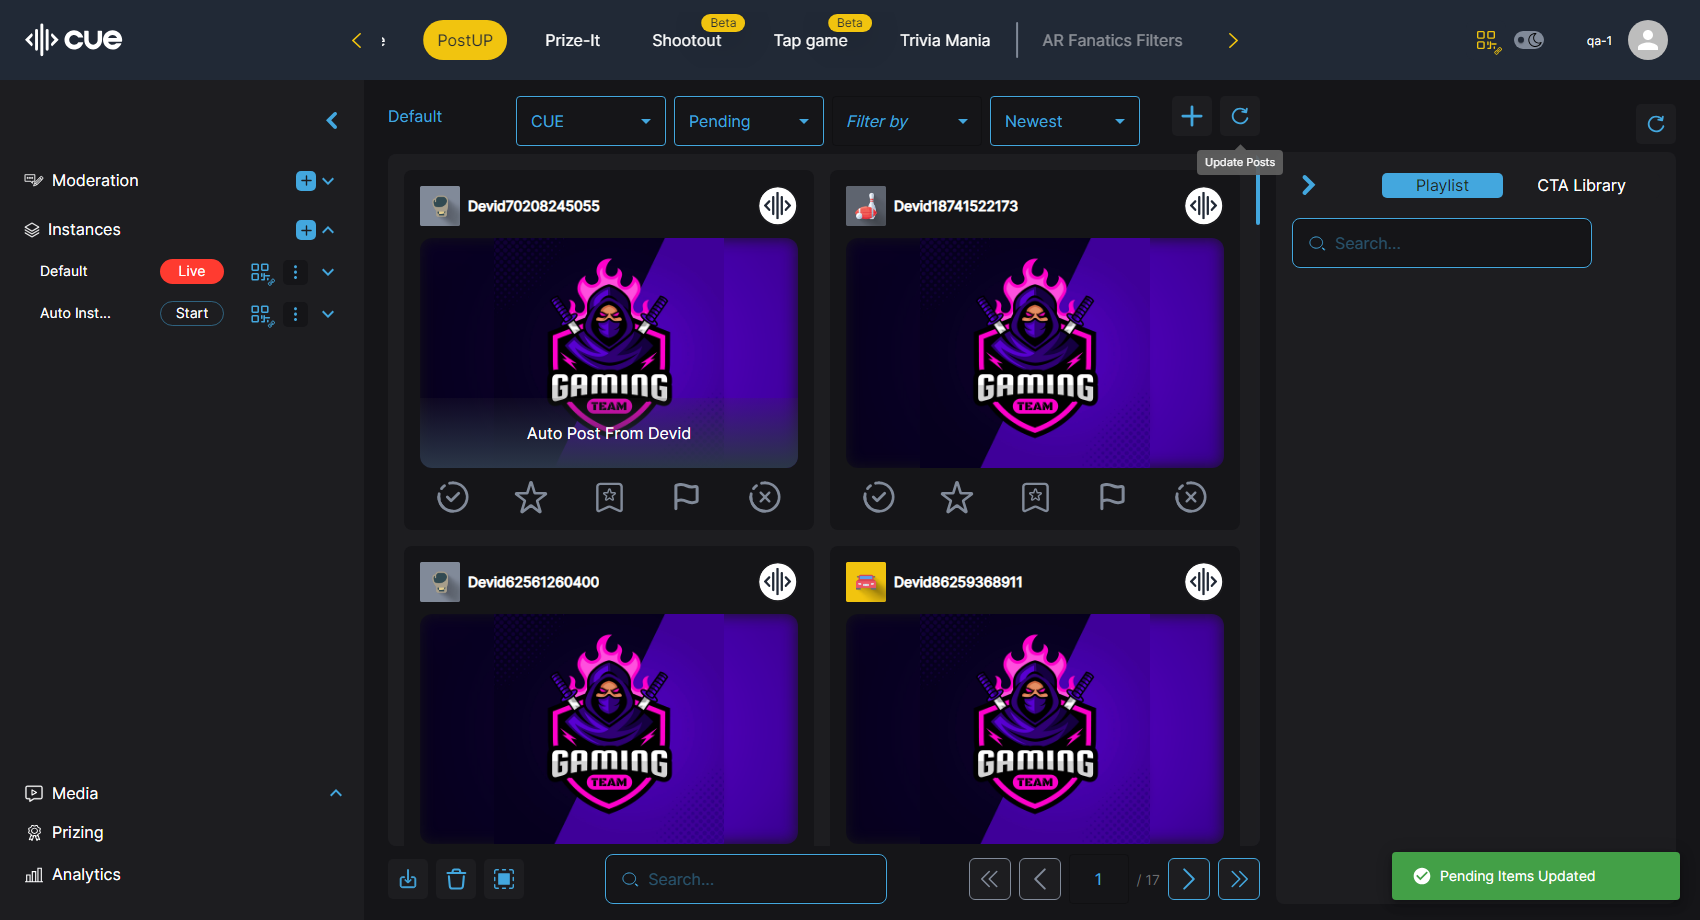 cue
e
PostUP
Prize-It
Beta
Shootout
Beta
Tap game
Trivia Mania
AR Fanatics Filters
qa-1
Moderation
Instances
Default
Live
Auto Inst...
Start
Media
Prizing
Analytics
Default
CUE
Pending
Filter by
Newest
Update Posts
Devid70208245055
GAMING
TEAM
Auto Post From Devid
Devid18741522173
GAMING
TEAM
Devid62561260400
GAMING
TEAM
Devid86259368911
GAMING
TEAM
Search...
1
/ 17
Playlist
CTA Library
Search...
Pending Items Updated